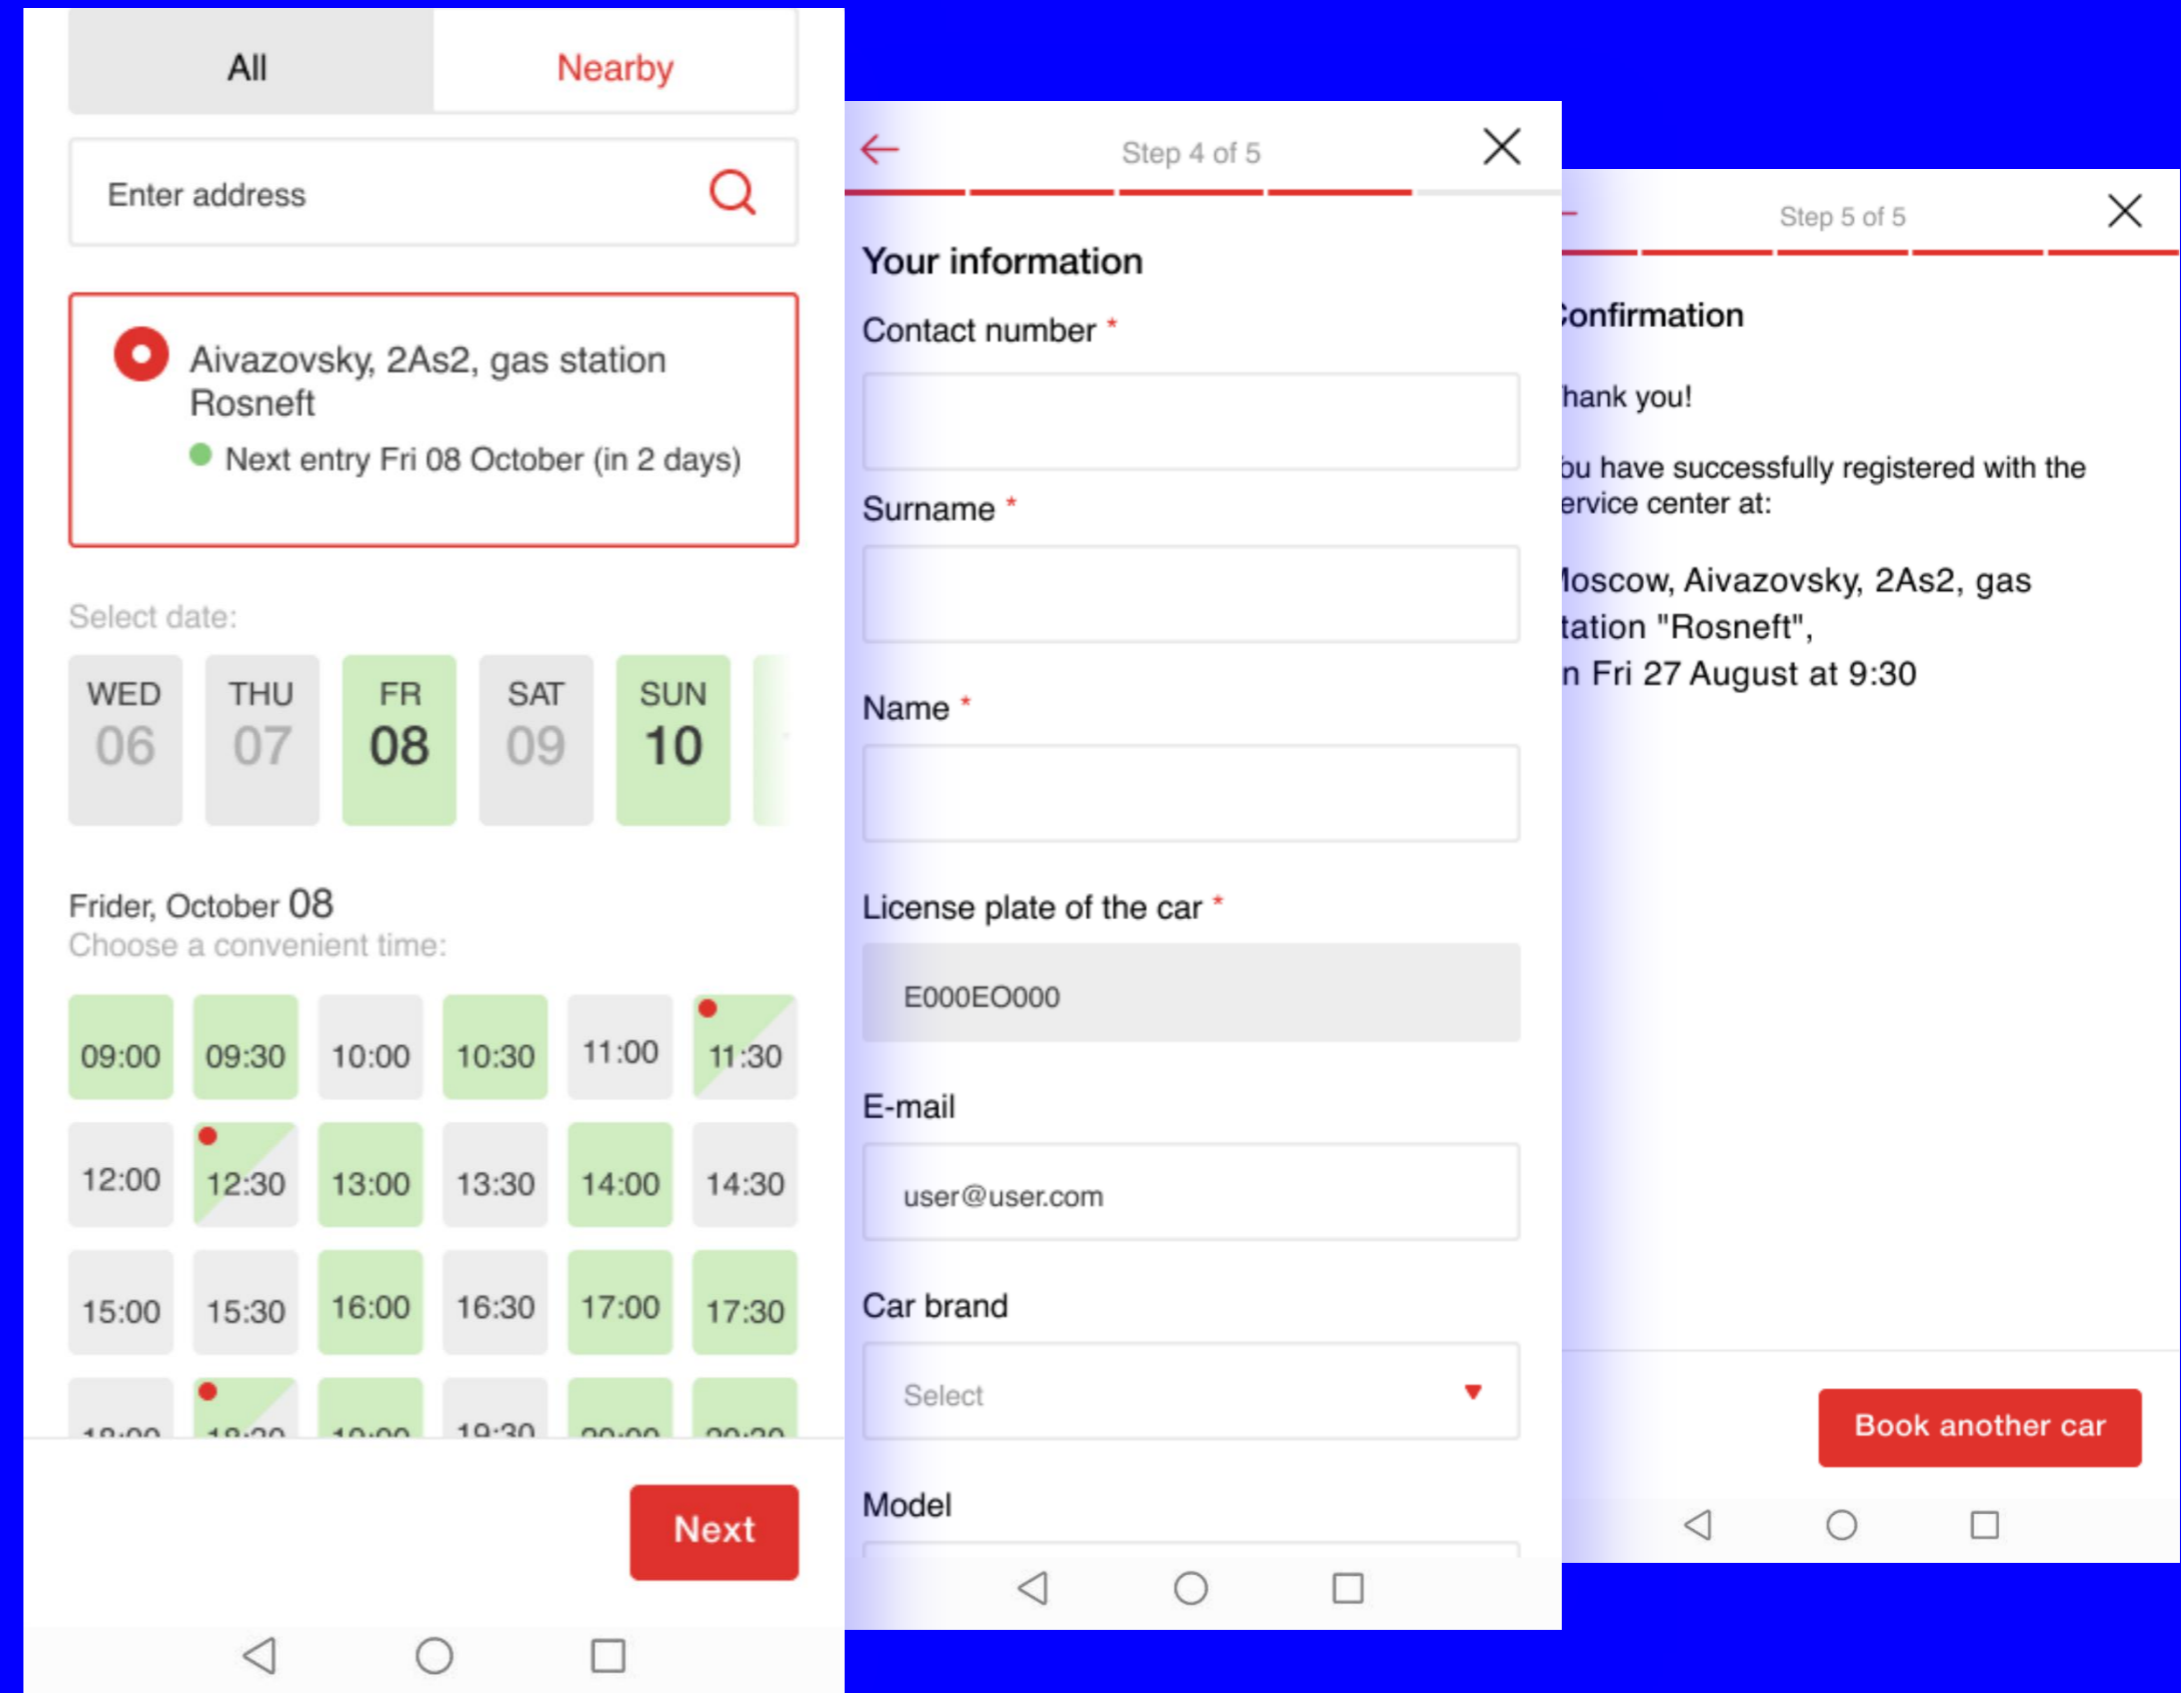 All
Nearby
Enter address
Aivazovsky, 2As2, gas station
Rosneft
Next entry Fri 08 October (in 2 days)
Select date:
WED THU FR SAT SUN
06 07 08 09 10
Frider, October 08
Choose a convenient time:
09:00 09:30 10:00 10:30 11:00 11:30
12:00 12:30 13:00 13:30 14:00 14:30
15:00 15:30 16:00 16:30 17:00 17:30
19:30
Next
Step 4 of 5
Your information
Contact number *
Surname *
Name *
License plate of the car *
E000EO000
E-mail
user@user.com
Car brand
Select
Model
Step 5 of 5
onfirmation
hank you!
ou have successfully registered with the
ervice center at:
oscow, Aivazovsky, 2As2, gas
tation "Rosneft",
n Fri 27 August at 9:30
Book another car